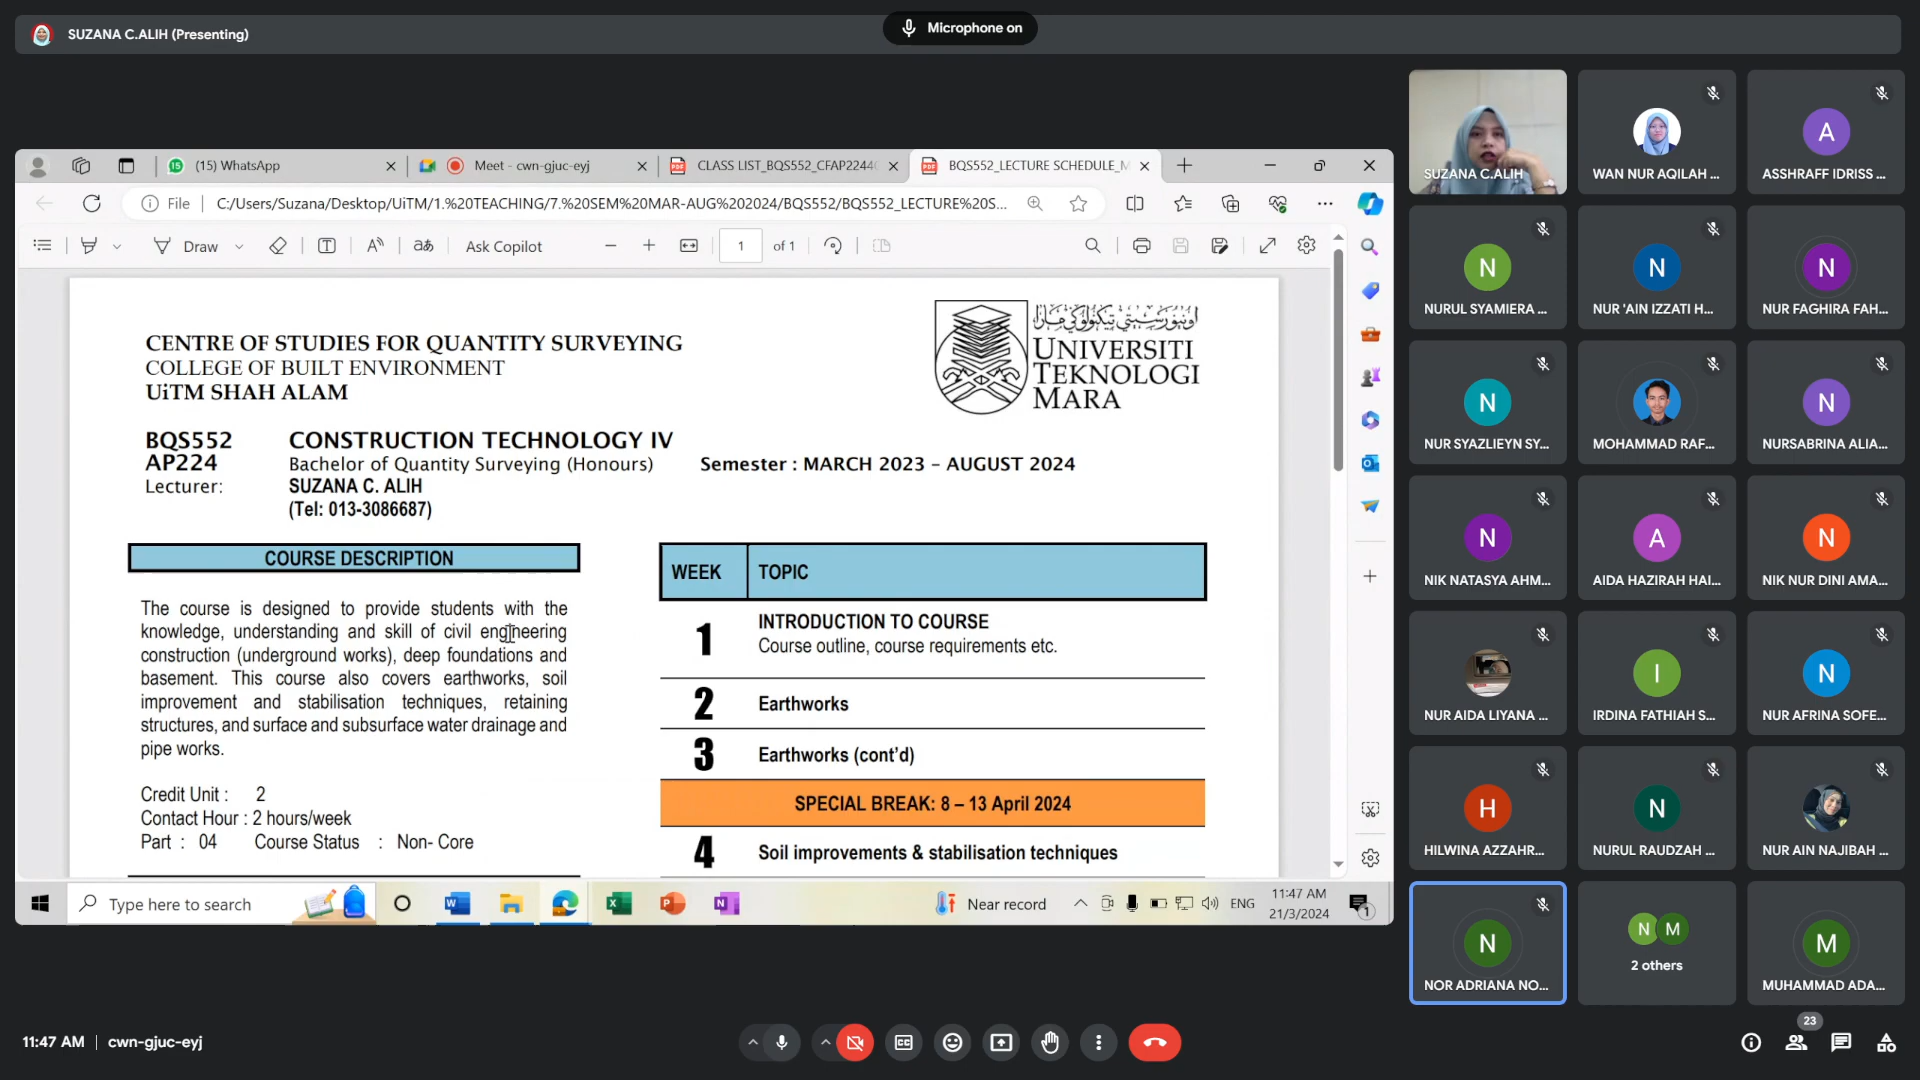 SUZANA C.ALIH (Presenting)
Microphone on
(15) WhatsApp
Meet - cwn-gjuc-eyj
CLASS LIST_BQS552_CFAP2244
BQS552_LECTURE SCHEDULE_M
File
C:/Users/Suzana/Desktop/UiTM/1.%20TEACHING/7.%20SEM%20MAR-AUG%202024/BQS552/BQS552_LECTURE%20S...
Draw
Ask Copilot
1 of 1
CENTRE OF STUDIES FOR QUANTITY SURVEYING
COLLEGE OF BUILT ENVIRONMENT
UiTM SHAH ALAM
اونيۏرسيتي تيكنولوڬي مارا
UNIVERSITI
TEKNOLOGI
MARA
BQS552 CONSTRUCTION TECHNOLOGY IV
AP224 Bachelor of Quantity Surveying (Honours) Semester : MARCH 2023 – AUGUST 2024
Lecturer: SUZANA C. ALIH
(Tel: 013-3086687)
COURSE DESCRIPTION
The course is designed to provide students with the
knowledge, understanding and skill of civil engineering
construction (underground works), deep foundations and
basement. This course also covers earthworks, soil
improvement and stabilisation techniques, retaining
structures, and surface and subsurface water drainage and
pipe works.
Credit Unit : 2
Contact Hour : 2 hours/week
Part : 04 Course Status : Non- Core
WEEK TOPIC
1 INTRODUCTION TO COURSE
Course outline, course requirements etc.
2 Earthworks
3 Earthworks (cont’d)
SPECIAL BREAK: 8 – 13 April 2024
4 Soil improvements & stabilisation techniques
Type here to search
Near record
ENG
11:47 AM
21/3/2024
1
SUZANA C.ALIH
WAN NUR AQILAH ...
A
ASSHRAFF IDRISS ...
N
NURUL SYAMIERA ...
N
NUR 'AIN IZZATI H...
N
NUR FAGHIRA FAH...
N
NUR SYAZLIEYN SY...
MOHAMMAD RAF...
N
NURSABRINA ALIA...
N
NIK NATASYA AHM...
A
AIDA HAZIRAH HAI...
N
NIK NUR DINI AMA...
NUR AIDA LIYANA ...
I
IRDINA FATHIAH S...
N
NUR AFRINA SOFE...
H
HILWINA AZZAHR...
N
NURUL RAUDZAH ...
NUR AIN NAJIBAH ...
N
NOR ADRIANA NO...
N M
2 others
M
MUHAMMAD ADA...
11:47 AM | cwn-gjuc-eyj
23